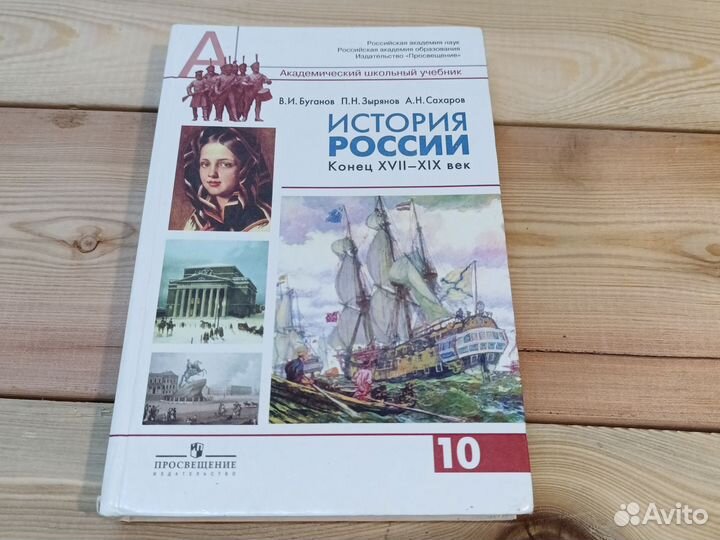 А
Российская академия наук
Российская академия образования
Издательство «Просвещение»
Академический школьный учебник
В.И. Буганов П.Н. Зырянов А.Н. Сахаров
ИСТОРИЯ
РОССИИ
Конец XVII–XIX век
ПРОСВЕЩЕНИЕ
ИЗДАТЕЛЬСТВО
10
Avito